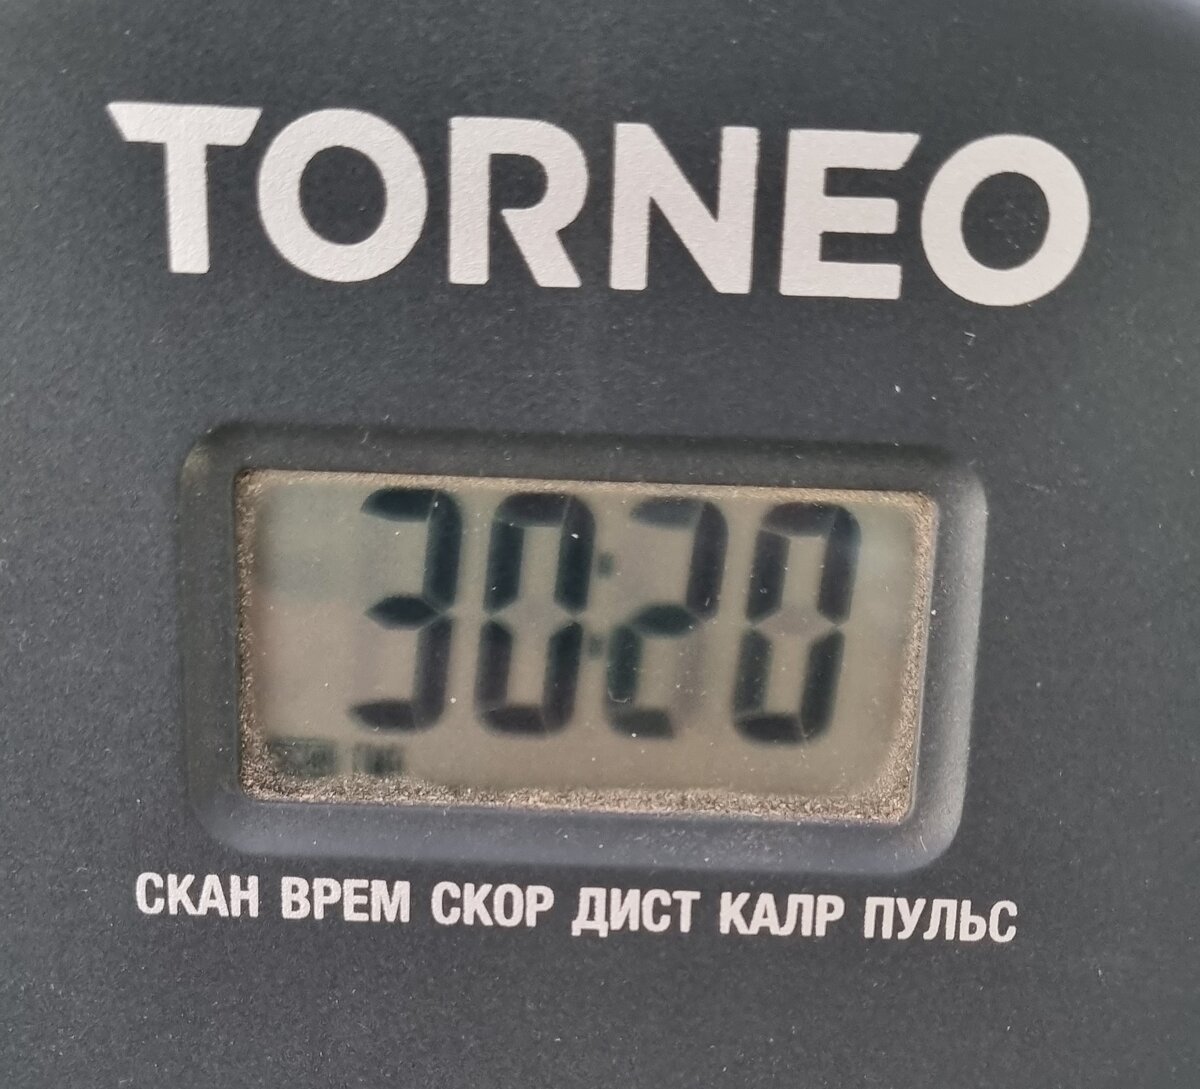 TORNEO
30:20
СКАН ВРЕМ СКОР ДИСТ КАЛР ПУЛЬС